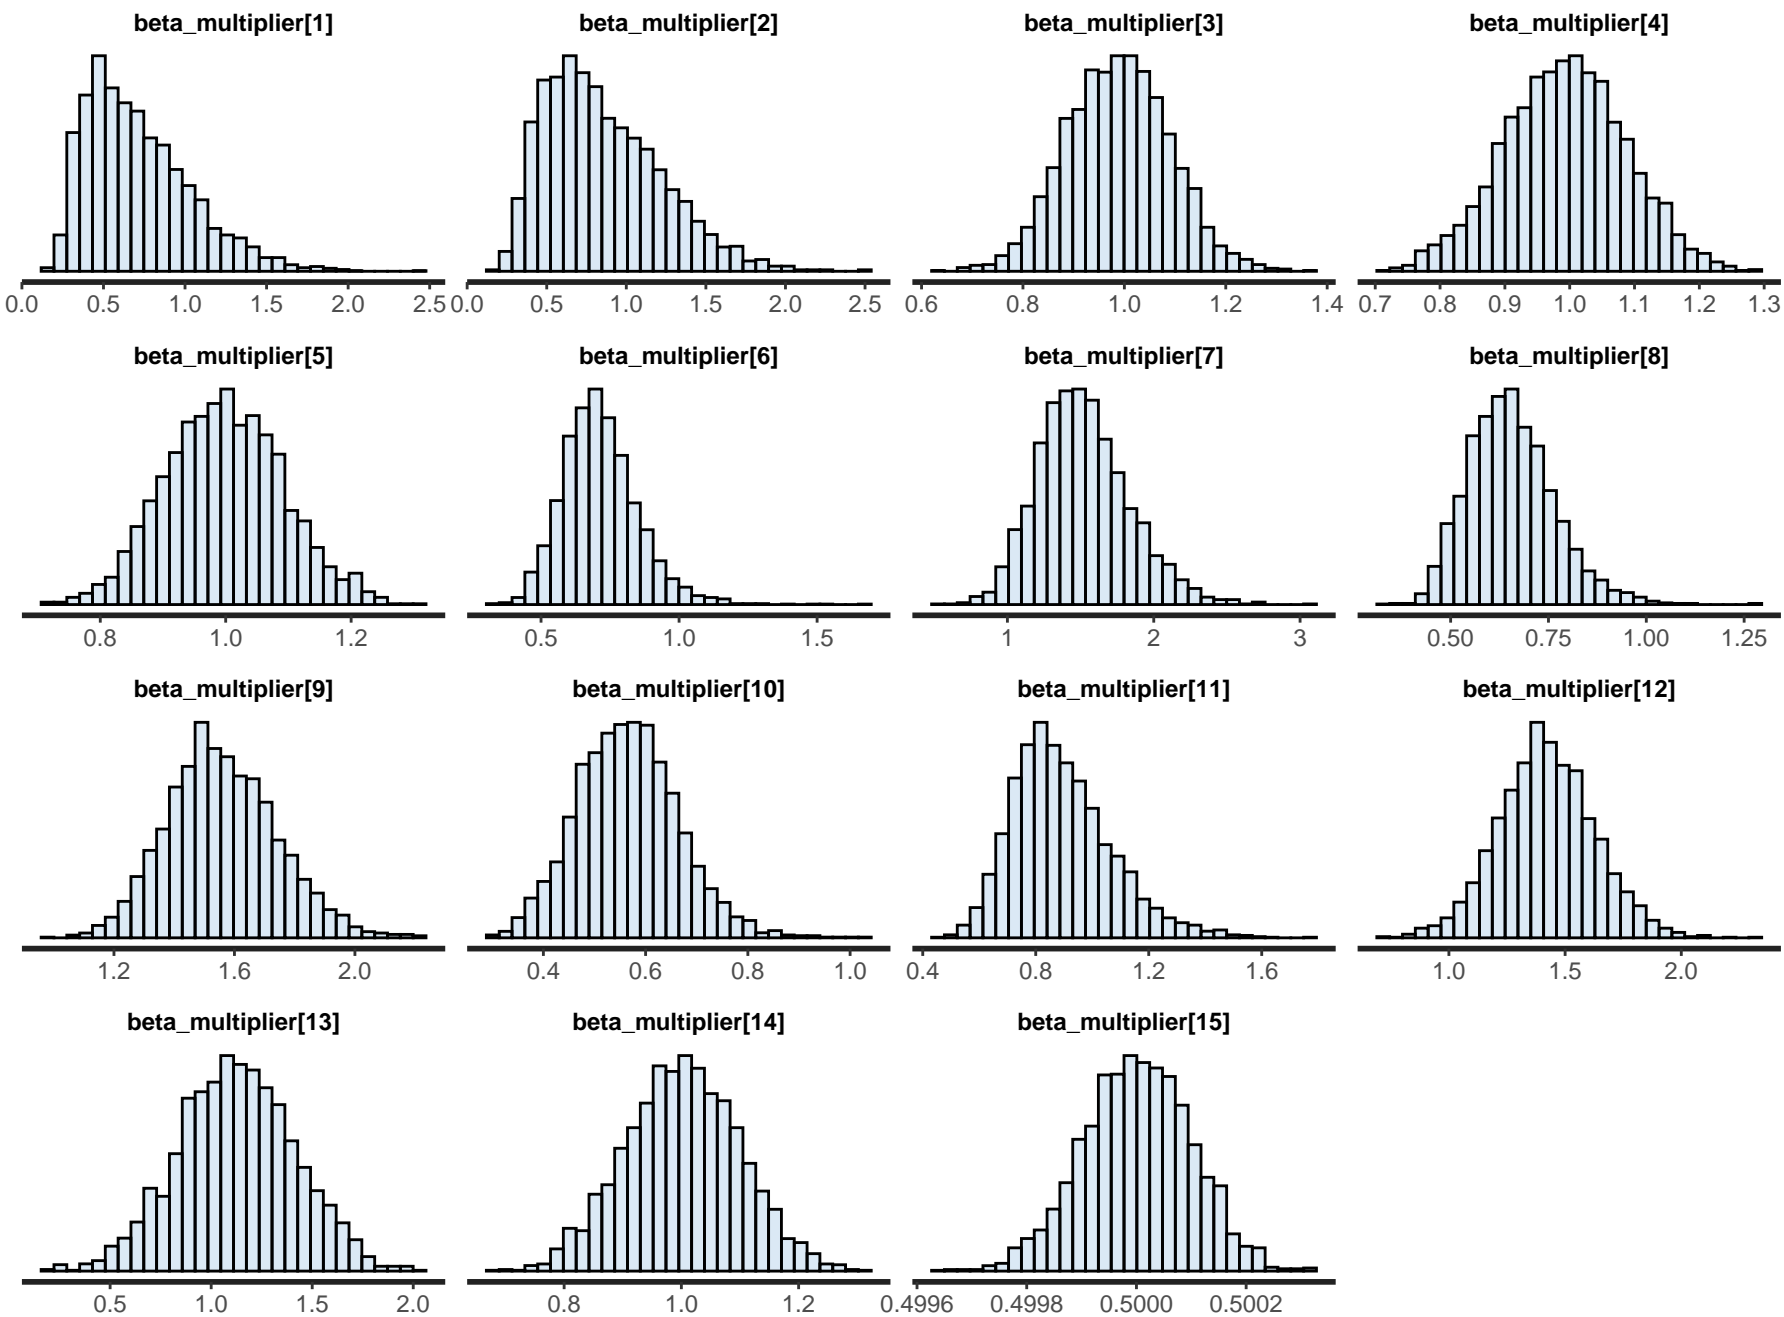 beta_multiplier[1] beta_multiplier[2] beta_multiplier[3] beta_multiplier[4]
0.0 0.5 1.0 1.5 2.0 2.5 0.0 0.5 1.0 1.5 2.0 2.5 0.6 0.8 1.0 1.2 1.4 0.7 0.8 0.9 1.0 1.1 1.2 1.3
beta_multiplier[5] beta_multiplier[6] beta_multiplier[7] beta_multiplier[8]
0.8 1.0 1.2 0.5 1.0 1.5 1 2 3 0.50 0.75 1.00 1.25
beta_multiplier[9] beta_multiplier[10] beta_multiplier[11] beta_multiplier[12]
1.2 1.6 2.0 0.4 0.6 0.8 1.0 0.4 0.8 1.2 1.6 1.0 1.5 2.0
beta_multiplier[13] beta_multiplier[14] beta_multiplier[15]
0.5 1.0 1.5 2.0 0.8 1.0 1.2 0.4996 0.4998 0.5000 0.5002